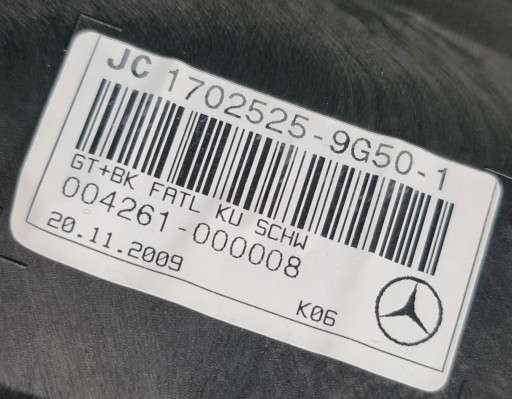 JC 1702525-9G50-1
GT+BK FATL KU SCHW
004261-000008
20.11.2009
K06